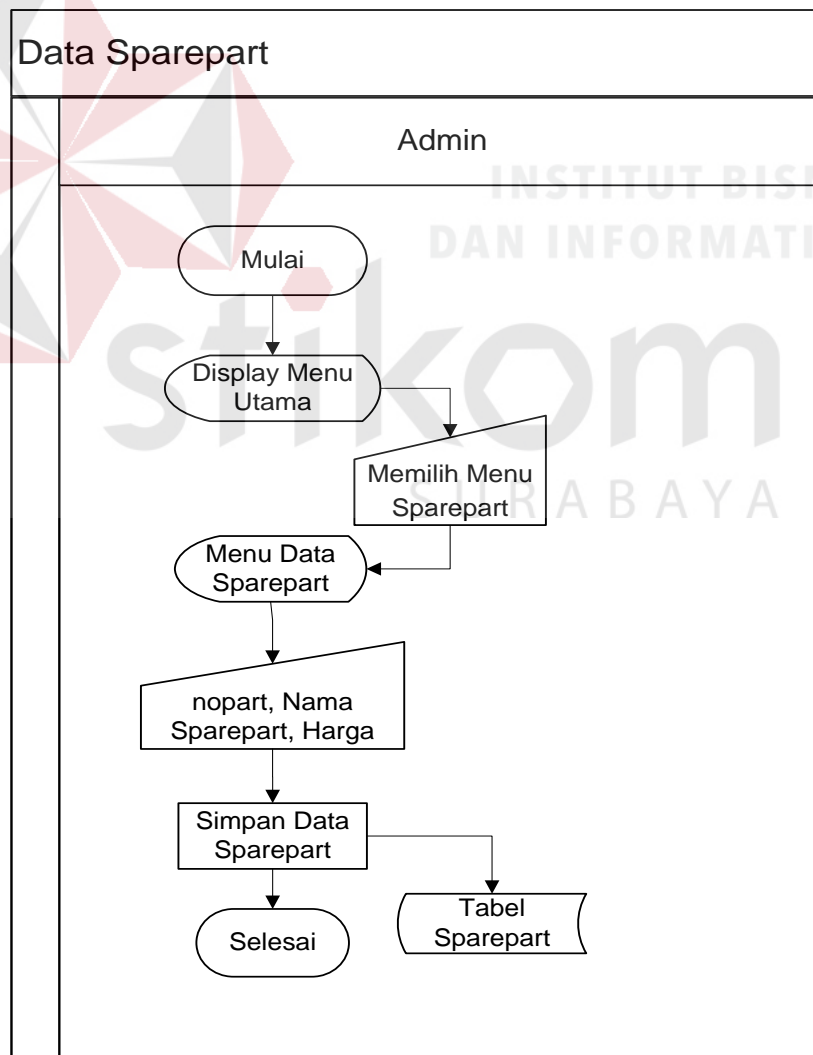 Data Sparepart
Admin
INSTITUT BISI
DAN INFORMATI
stikom
SURABAYA
Mulai
Display Menu
Utama
Memilih Menu
Sparepart
Menu Data
Sparepart
nopart, Nama
Sparepart, Harga
Simpan Data
Sparepart
Tabel
Sparepart
Selesai